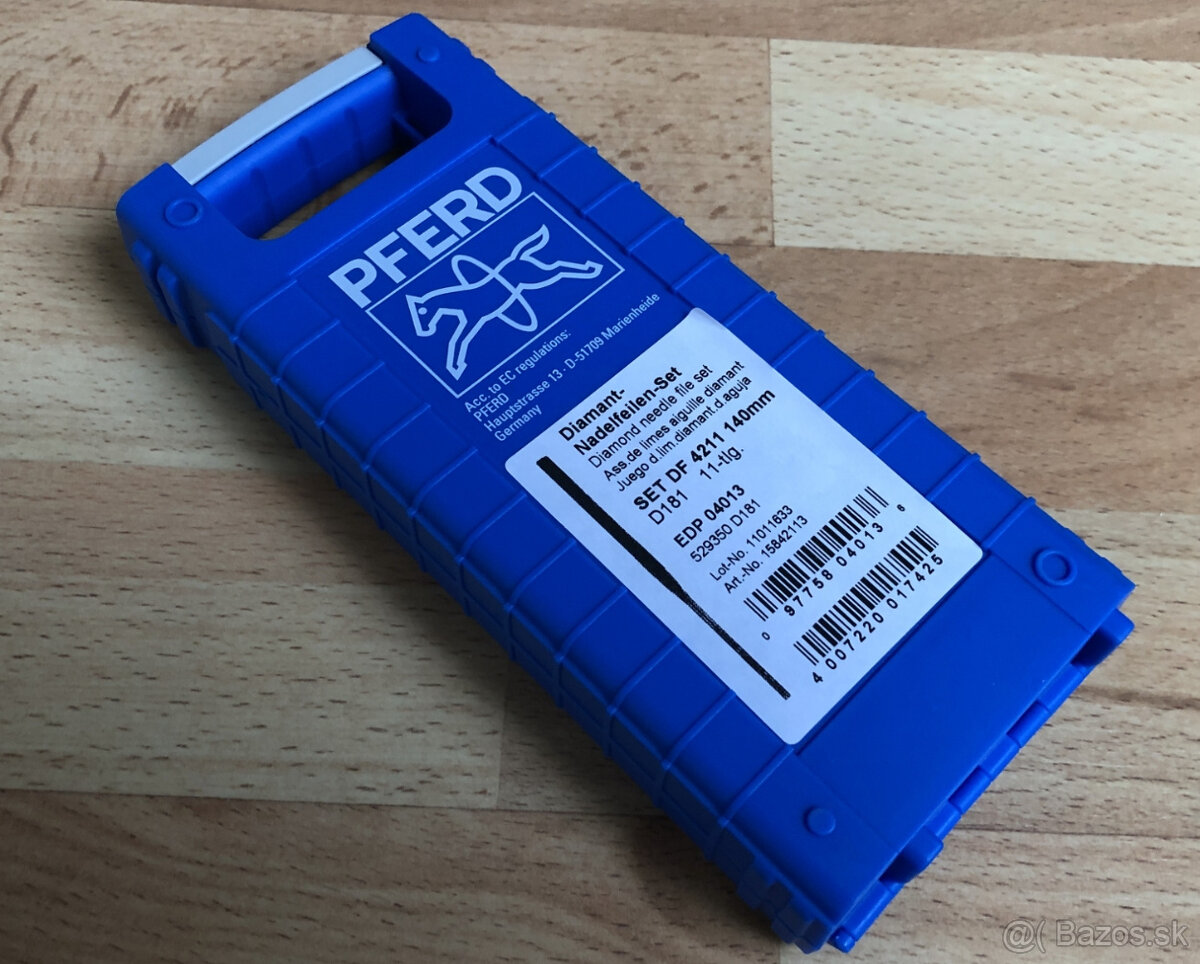 PFERD
Acc. to EC regulations:
PFERD
Hauptstrasse 13 · D-51709 Marienheide
Germany
Diamant-
Nadelfeilen-Set
Diamond needle file set
Ass.de limes aiguille diamant
Juego d.lim.diamant.d.aguja
SET DF 4211 140mm
D181 11-tlg.
EDP 04013
529350 D181
Lot-No. 11011633
Art.-No. 15842113
0 97758 04013 6
4 007220 017425
@( Bazos.sk